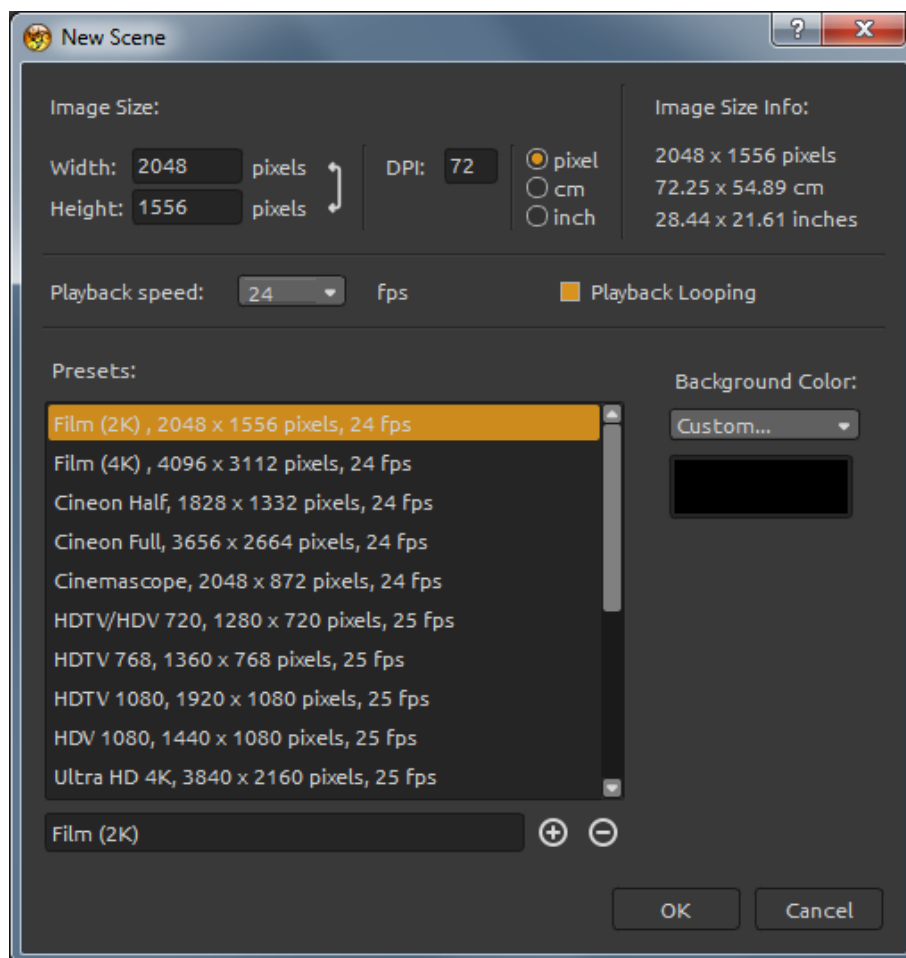 New Scene
?
X
Image Size:
Width: 2048 pixels
Height: 1556 pixels
DPI: 72
pixel
cm
inch
Image Size Info:
2048 x 1556 pixels
72.25 x 54.89 cm
28.44 x 21.61 inches
Playback speed: 24 fps
Playback Looping
Presets:
Film (2K) , 2048 x 1556 pixels, 24 fps
Film (4K) , 4096 x 3112 pixels, 24 fps
Cineon Half, 1828 x 1332 pixels, 24 fps
Cineon Full, 3656 x 2664 pixels, 24 fps
Cinemascope, 2048 x 872 pixels, 24 fps
HDTV/HDV 720, 1280 x 720 pixels, 25 fps
HDTV 768, 1360 x 768 pixels, 25 fps
HDTV 1080, 1920 x 1080 pixels, 25 fps
HDV 1080, 1440 x 1080 pixels, 25 fps
Ultra HD 4K, 3840 x 2160 pixels, 25 fps
Film (2K)
Background Color:
Custom...
OK
Cancel